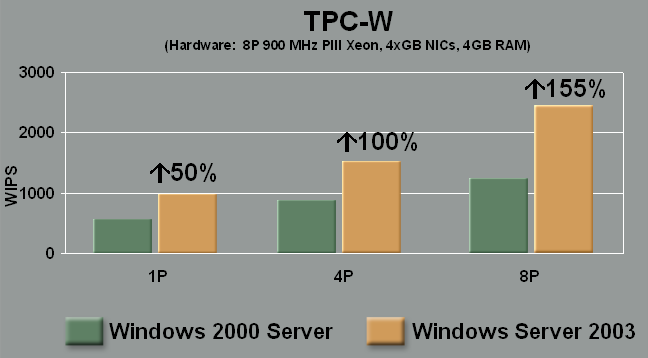 TPC-W
(Hardware: 8P 900 MHz PIII Xeon, 4xGB NICs, 4GB RAM)
3000
2000
1000
0
WIPS
↑50%
↑100%
↑155%
1P 4P 8P
Windows 2000 Server Windows Server 2003